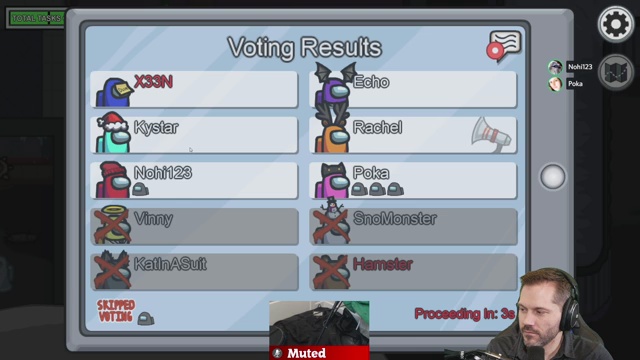 TOTAL TASKS
Voting Results
X33N
Echo
Kystar
Rachel
Nohi123
Poka
Vinny
SnoMonster
KatInASuit
Hamster
SKIPPED
VOTING
Proceeding In: 3s
Muted
Nohi123
Poka